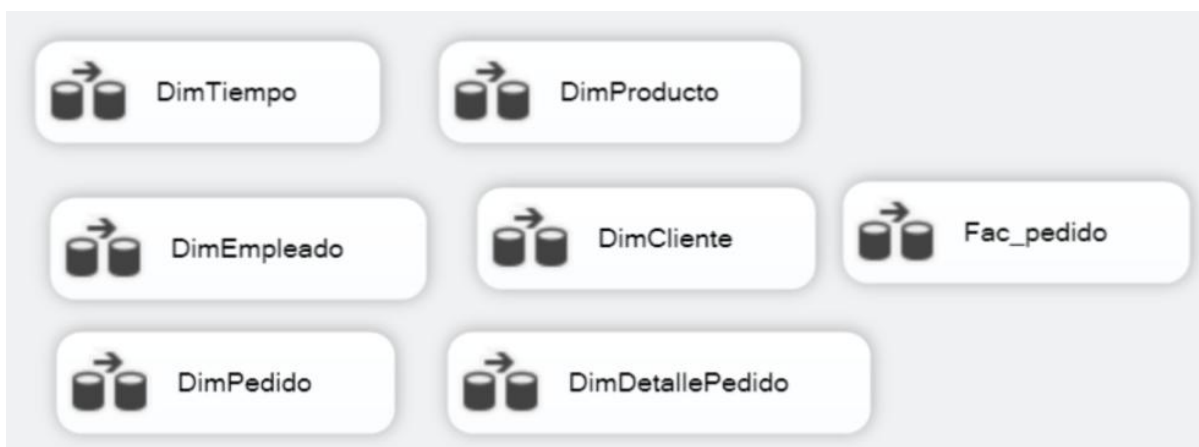 DimTiempo
DimProducto
DimEmpleado
DimCliente
Fac_pedido
DimPedido
DimDetallePedido